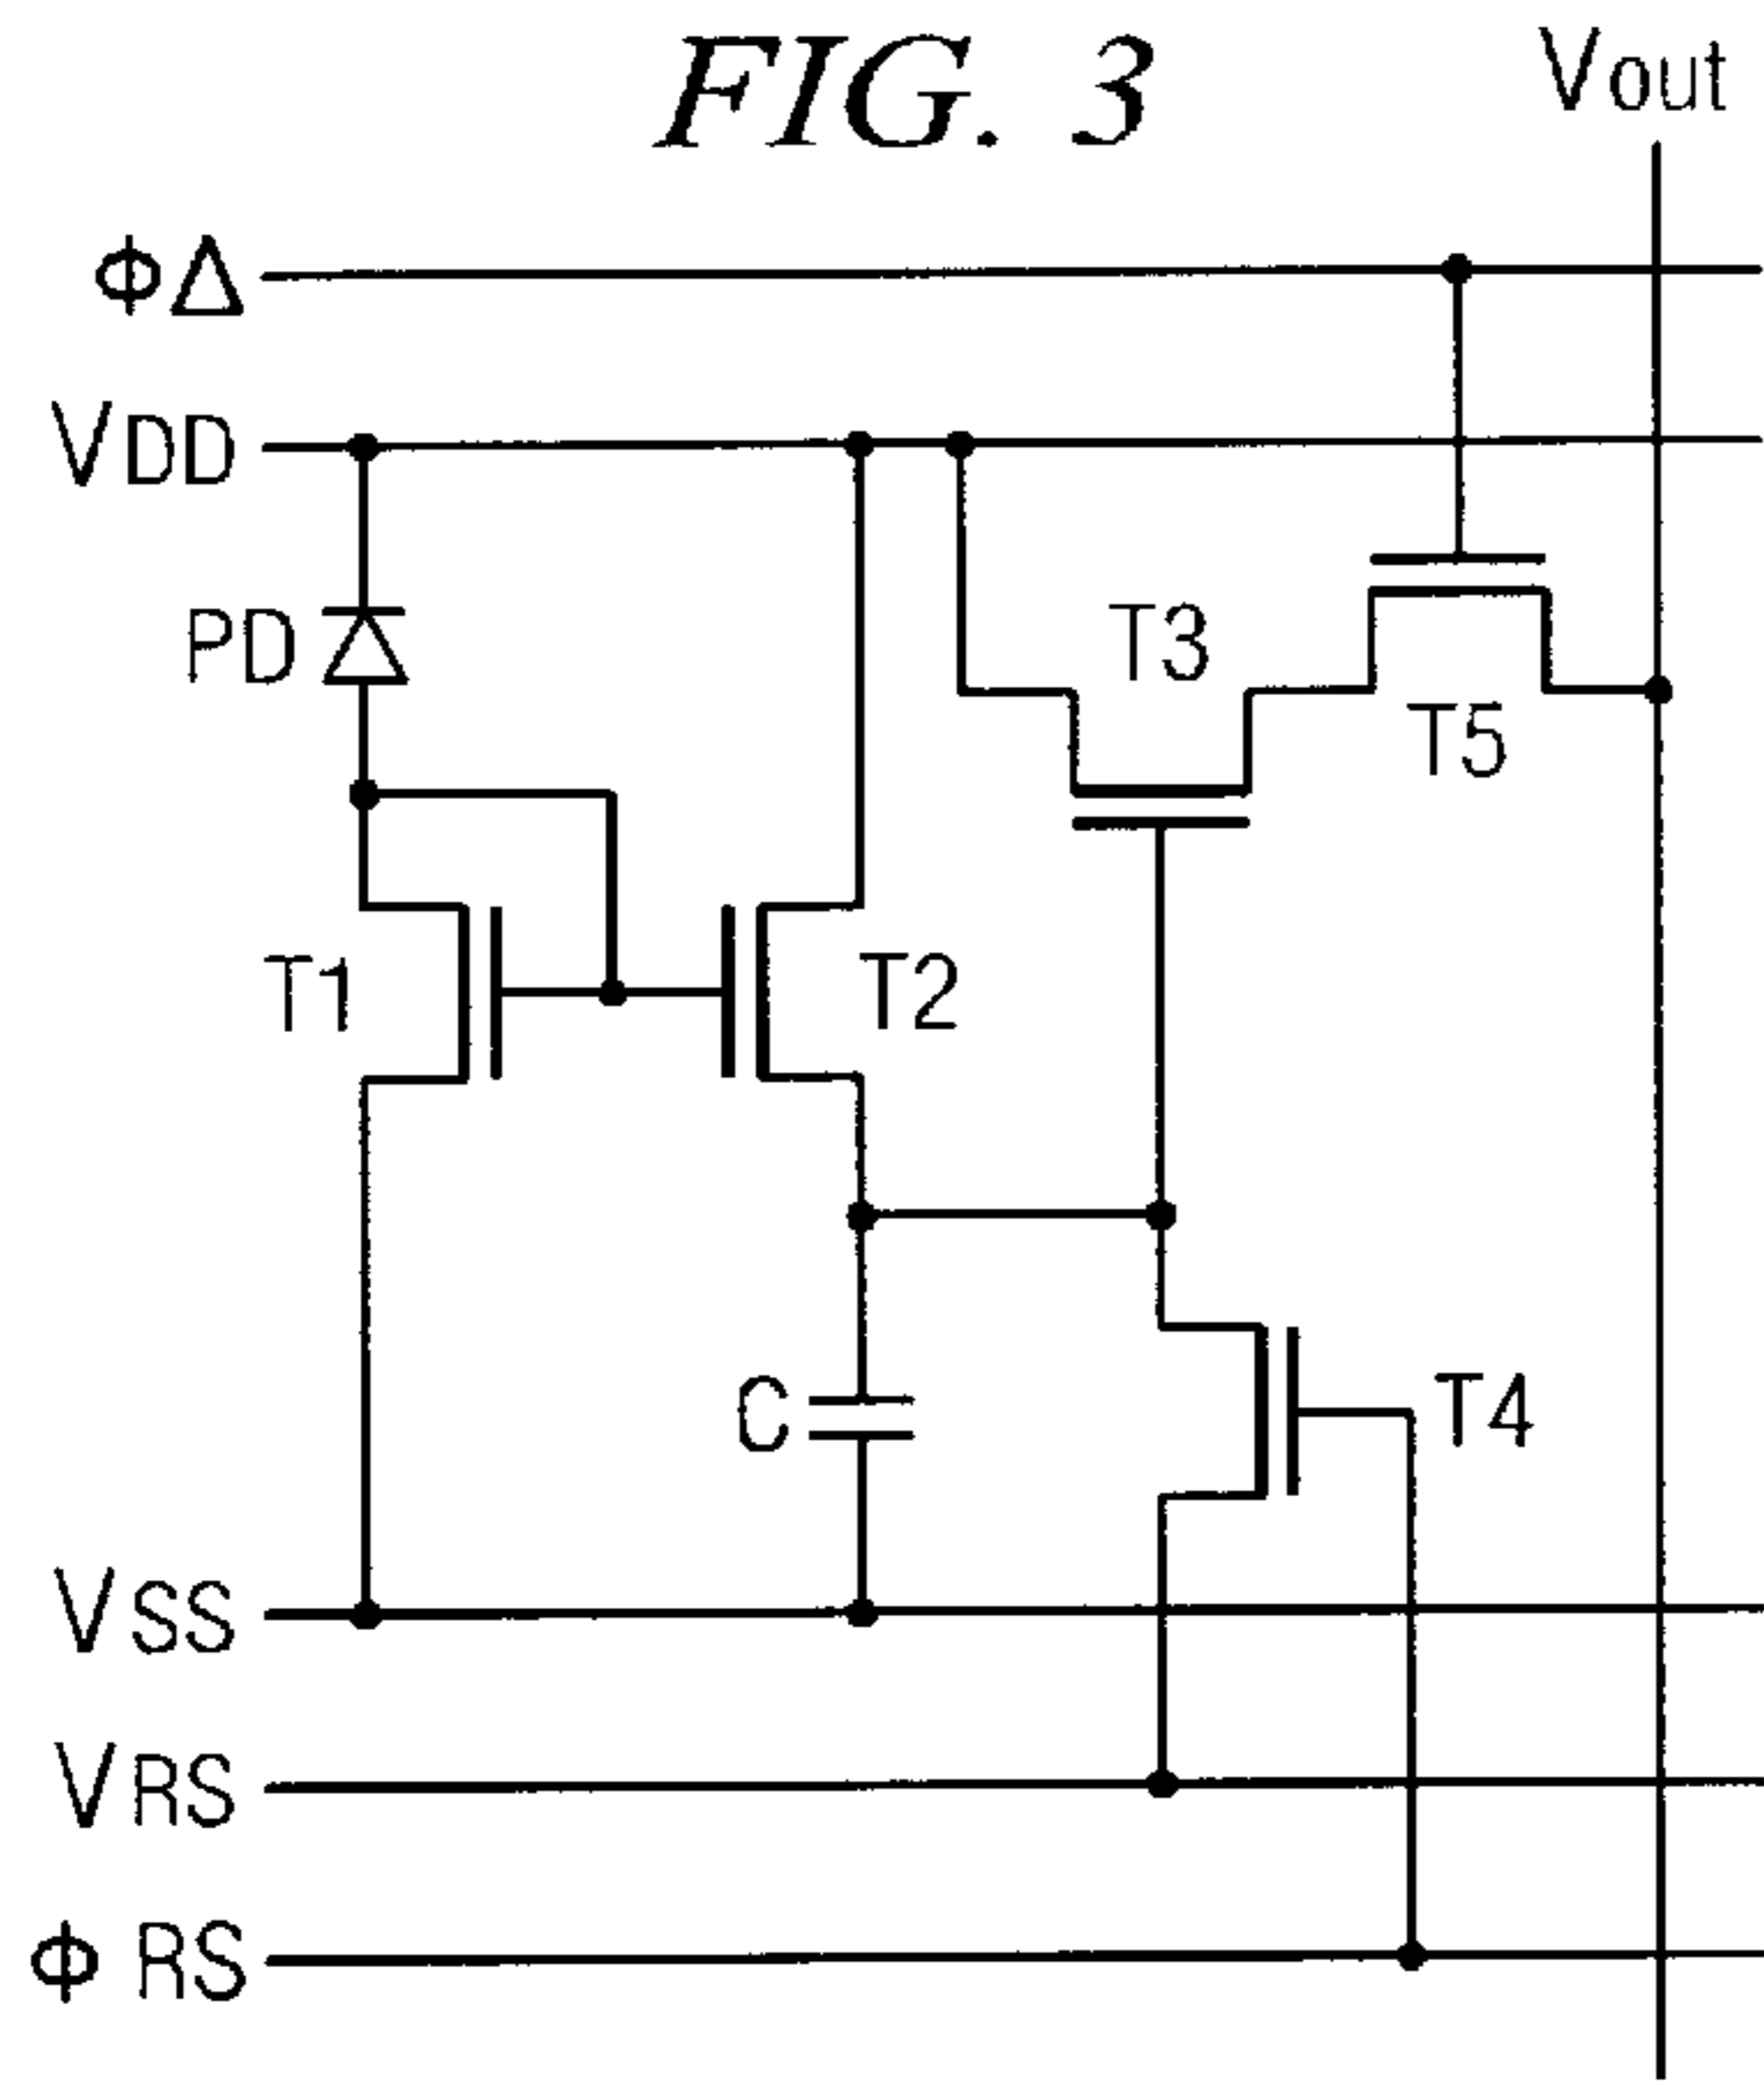 FIG. 3
Vout
ΦΔ
VDD
PD
T3
T5
T1
T2
C
T4
VSS
VRS
Φ RS